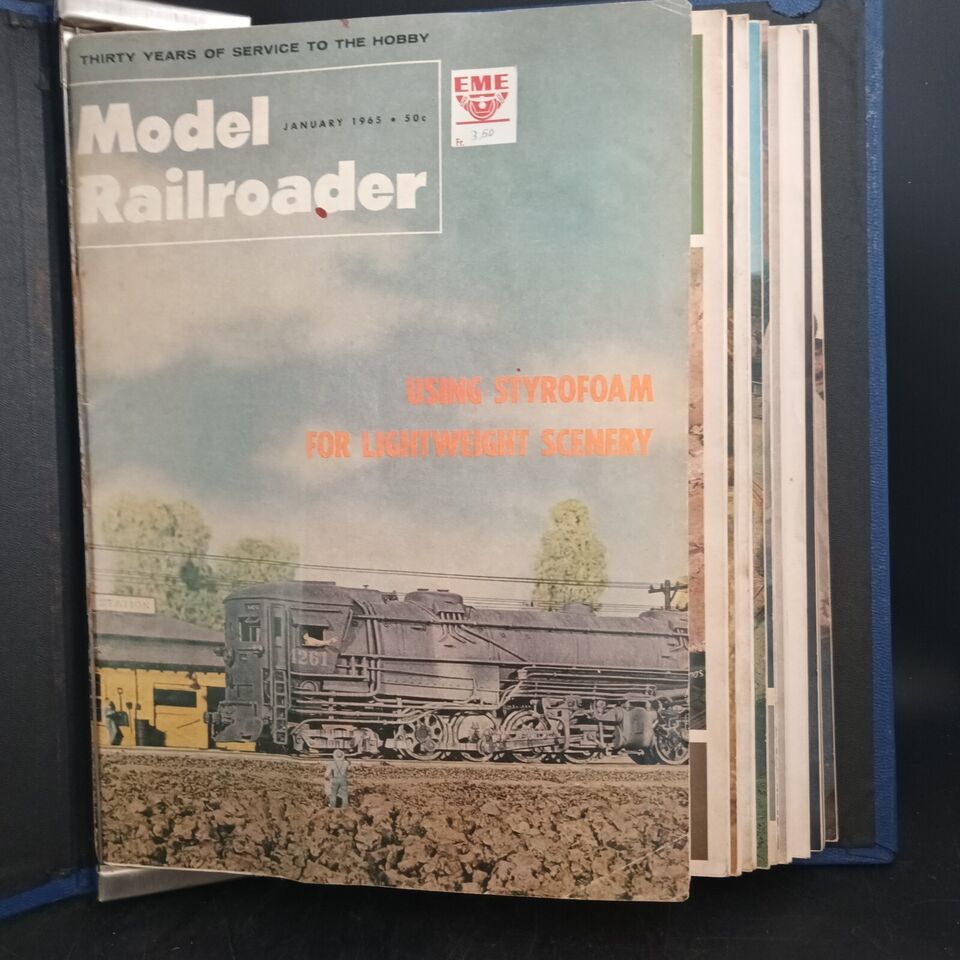 THIRTY YEARS OF SERVICE TO THE HOBBY
Model
Railroader
JANUARY 1965 • 50c
EME
Fr. 3.50
USING STYROFOAM
FOR LIGHTWEIGHT SCENERY
STATION
4261